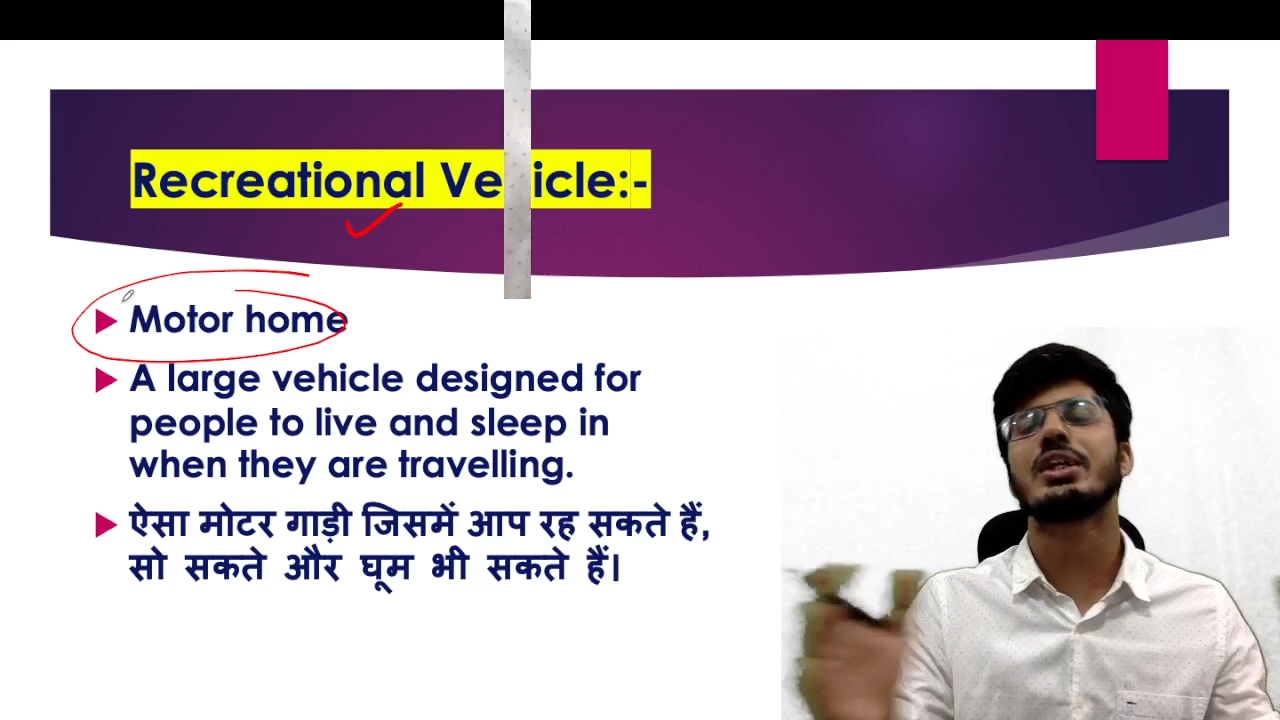 Recreational Ve icle:-
Motor home
A large vehicle designed for
people to live and sleep in
when they are travelling.
ऐसा मोटर गाड़ी जिसमें आप रह सकते हैं,
सो सकते और घूम भी सकते हैं।